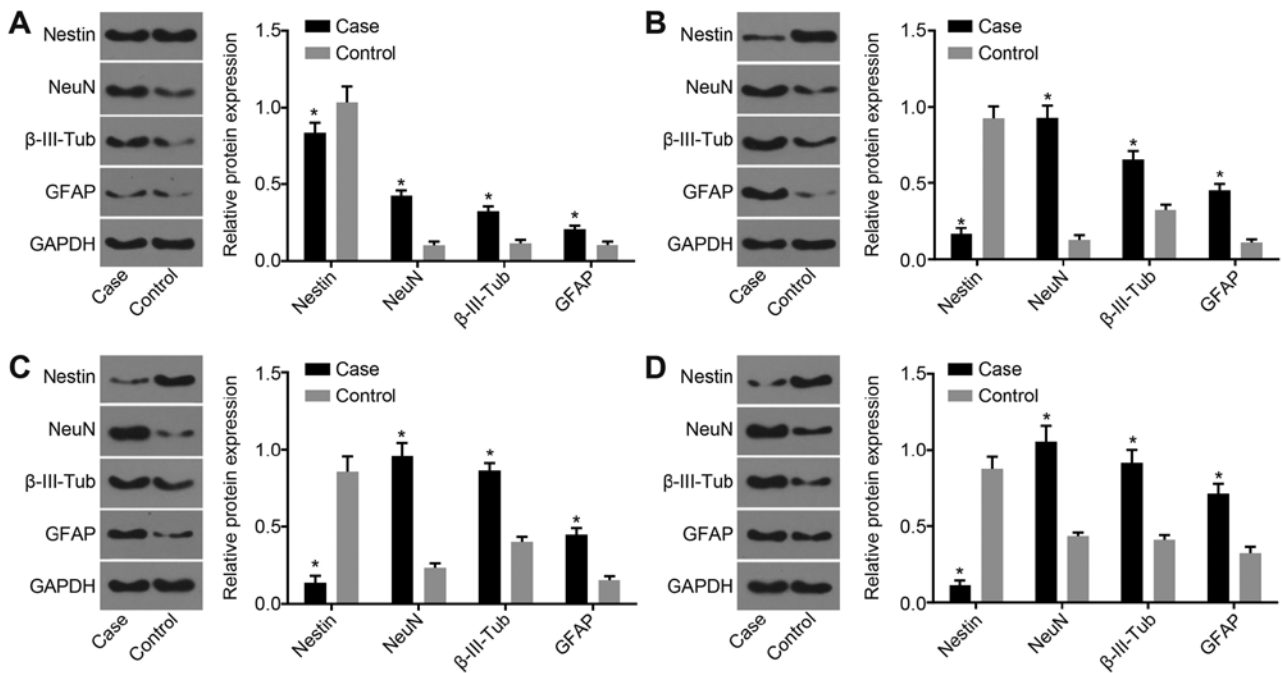 A
Nestin
NeuN
β-III-Tub
GFAP
GAPDH
Case
Control
Relative protein expression
1.5
1.0
0.5
0.0
Case
Control
*
*
*
*
Nestin
NeuN
β-III-Tub
GFAP
B
Nestin
NeuN
β-III-Tub
GFAP
GAPDH
Case
Control
Relative protein expression
1.5
1.0
0.5
0.0
Case
Control
*
*
*
*
Nestin
NeuN
β-III-Tub
GFAP
C
Nestin
NeuN
β-III-Tub
GFAP
GAPDH
Case
Control
Relative protein expression
1.5
1.0
0.5
0.0
Case
Control
*
*
*
*
Nestin
NeuN
β-III-Tub
GFAP
D
Nestin
NeuN
β-III-Tub
GFAP
GAPDH
Case
Control
Relative protein expression
1.5
1.0
0.5
0.0
Case
Control
*
*
*
*
Nestin
NeuN
β-III-Tub
GFAP